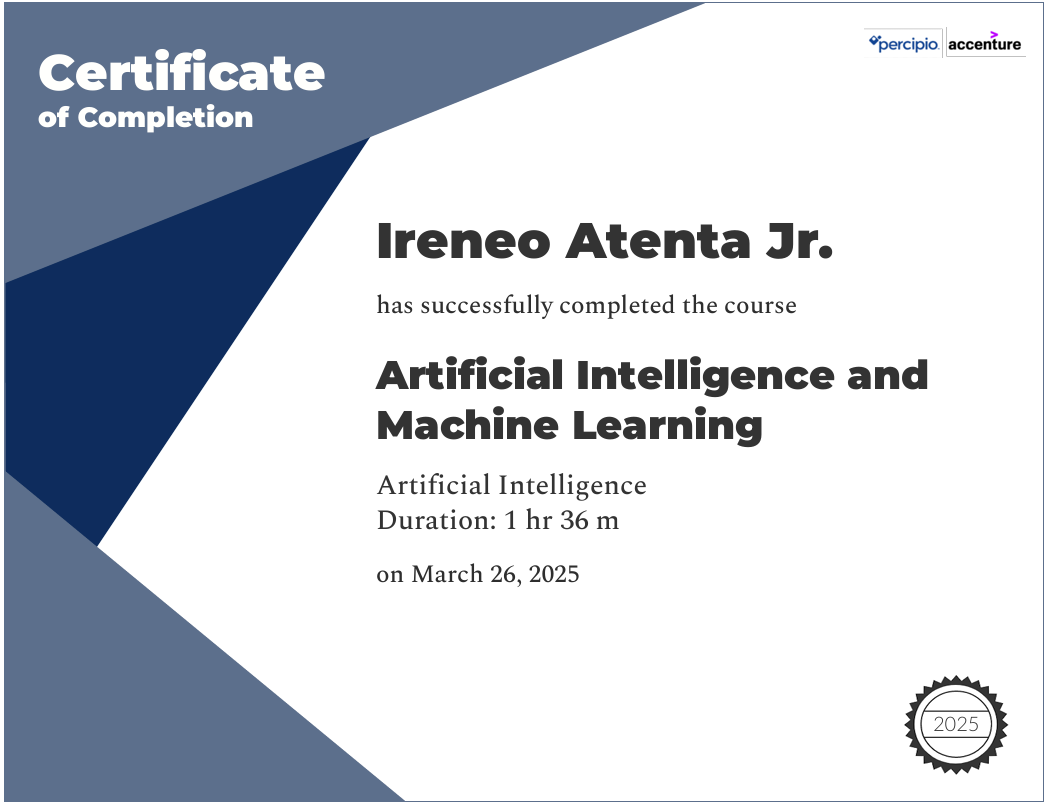 Certificate
of Completion
percipio.
accenture
Ireneo Atenta Jr.
has successfully completed the course
Artificial Intelligence and
Machine Learning
Artificial Intelligence
Duration: 1 hr 36 m
on March 26, 2025
2025